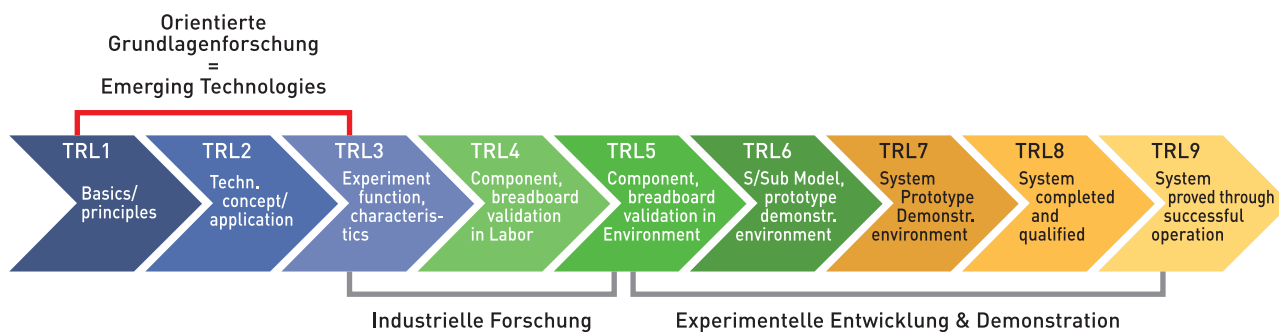 Orientierte
Grundlagenforschung
=
Emerging Technologies
TRL1
Basics/
principles
TRL2
Techn.
concept/
application
TRL3
Experiment
function,
characteris-
tics
TRL4
Component,
breadboard
validation
in Labor
TRL5
Component,
breadboard
validation in
Environment
TRL6
S/Sub Model,
prototype
demonstr.
environment
TRL7
System
Prototype
Demonstr.
environment
TRL8
System
completed
and
qualified
TRL9
System
proved through
successful
operation
Industrielle Forschung
Experimentelle Entwicklung & Demonstration